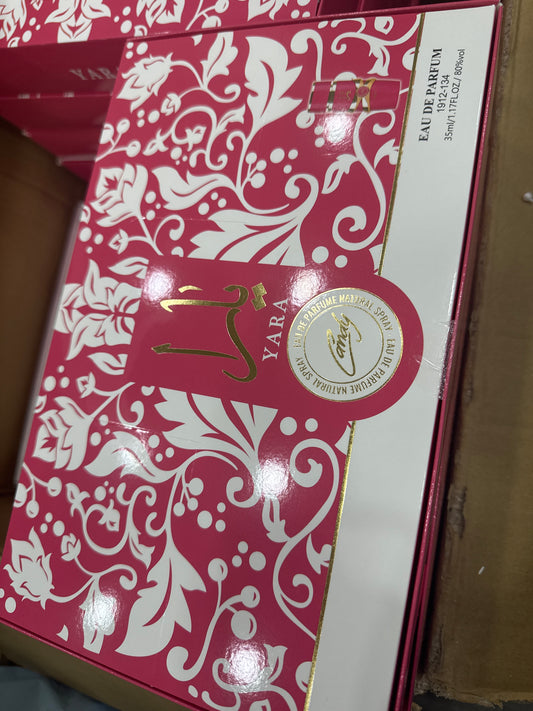 YARA
EAU DE PARFUM
1912-134
35ml/1.17FL.OZ./ 80%vol
يارا
YARA
EAU DE PARFUME NATURAL SPRAY · EAU DE PARFUME NATURAL SPRAY ·
Candy